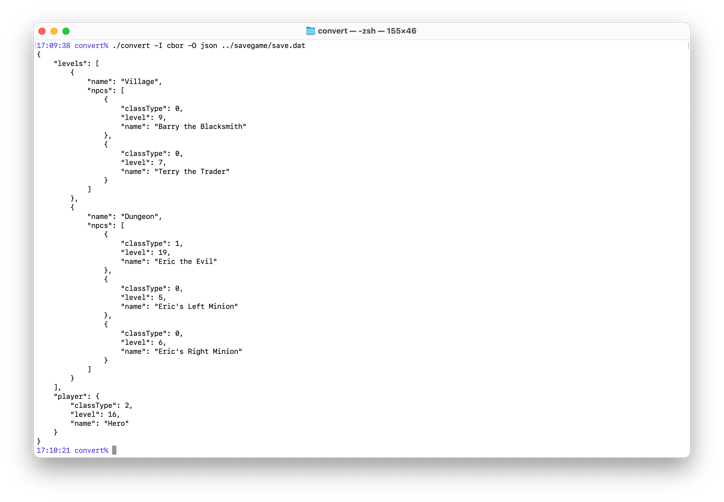 convert — -zsh — 155×46
17:09:38 convert% ./convert -I cbor -O json ../savegame/save.dat
{
    "levels": [
        {
            "name": "Village",
            "npcs": [
                {
                    "classType": 0,
                    "level": 9,
                    "name": "Barry the Blacksmith"
                },
                {
                    "classType": 0,
                    "level": 7,
                    "name": "Terry the Trader"
                }
            ]
        },
        {
            "name": "Dungeon",
            "npcs": [
                {
                    "classType": 1,
                    "level": 19,
                    "name": "Eric the Evil"
                },
                {
                    "classType": 0,
                    "level": 5,
                    "name": "Eric's Left Minion"
                },
                {
                    "classType": 0,
                    "level": 6,
                    "name": "Eric's Right Minion"
                }
            ]
        }
    ],
    "player": {
        "classType": 2,
        "level": 16,
        "name": "Hero"
    }
}
17:10:21 convert%